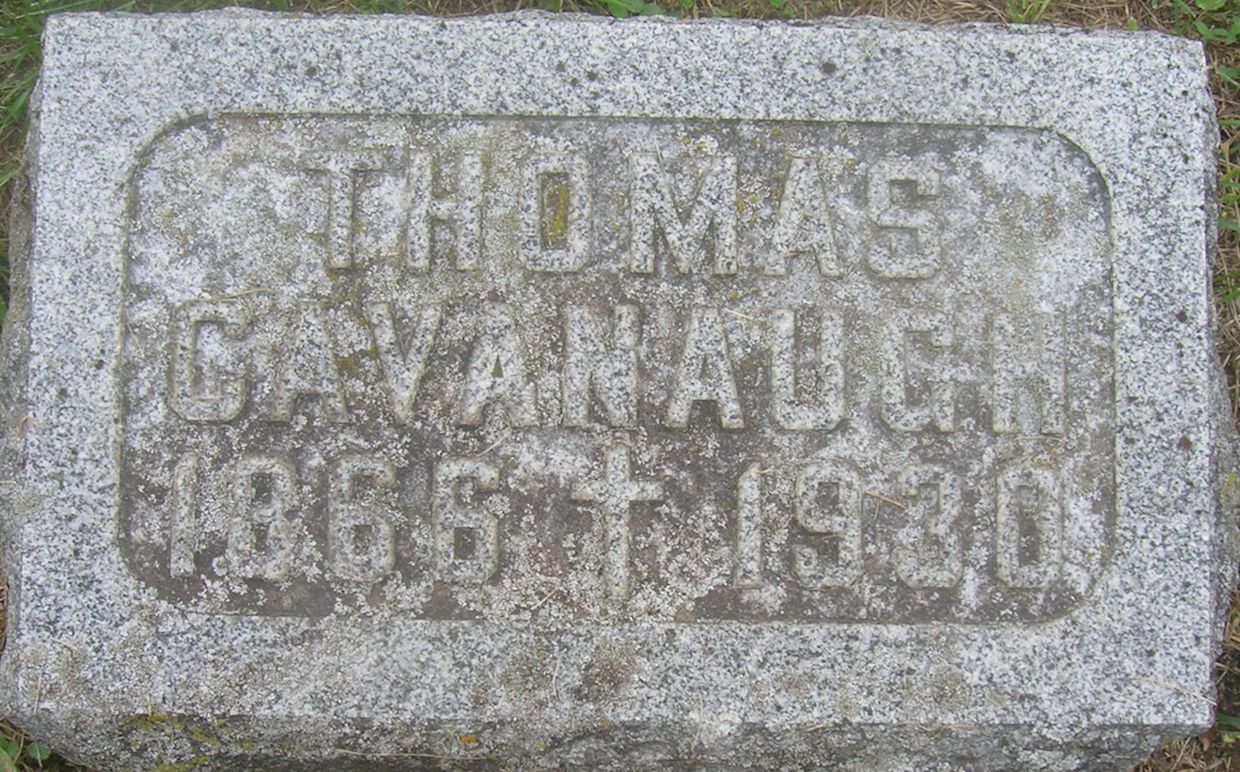 THOMAS
CAVANAUGH
1866 ✝ 1930